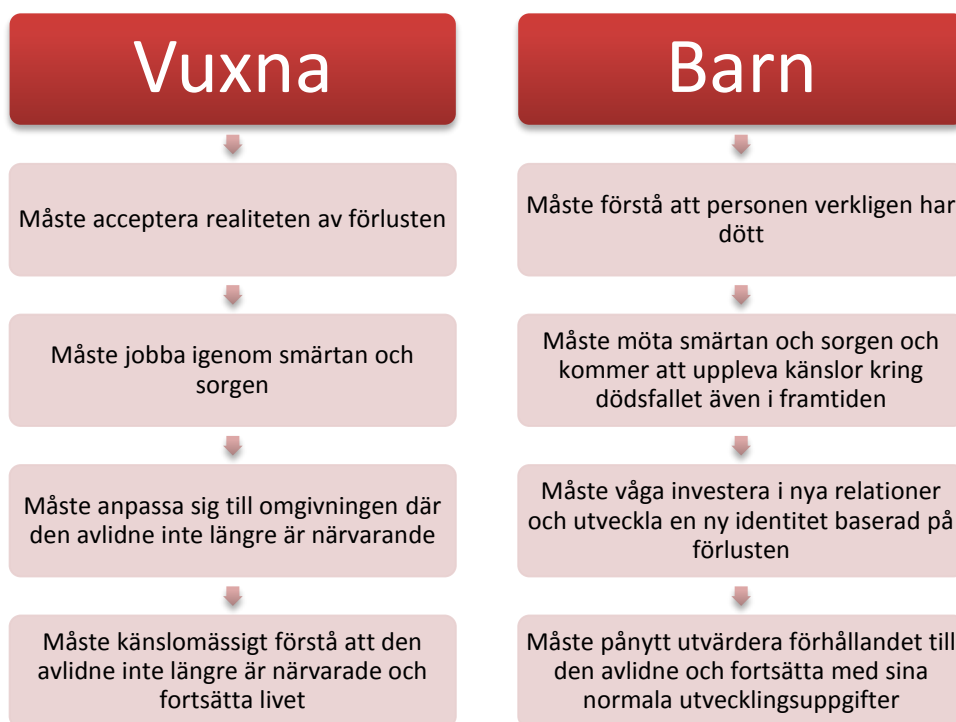 Vuxna
Måste acceptera realiteten av förlusten
Måste jobba igenom smärtan och
sorgen
Måste anpassa sig till omgivningen där
den avlidne inte längre är närvarande
Måste känslomässigt förstå att den
avlidne inte längre är närvarade och
fortsätta livet
Barn
Måste förstå att personen verkligen har
dött
Måste möta smärtan och sorgen och
kommer att uppleva känslor kring
dödsfallet även i framtiden
Måste våga investera i nya relationer
och utveckla en ny identitet baserad på
förlusten
Måste pånytt utvärdera förhållandet till
den avlidne och fortsätta med sina
normala utvecklingsuppgifter